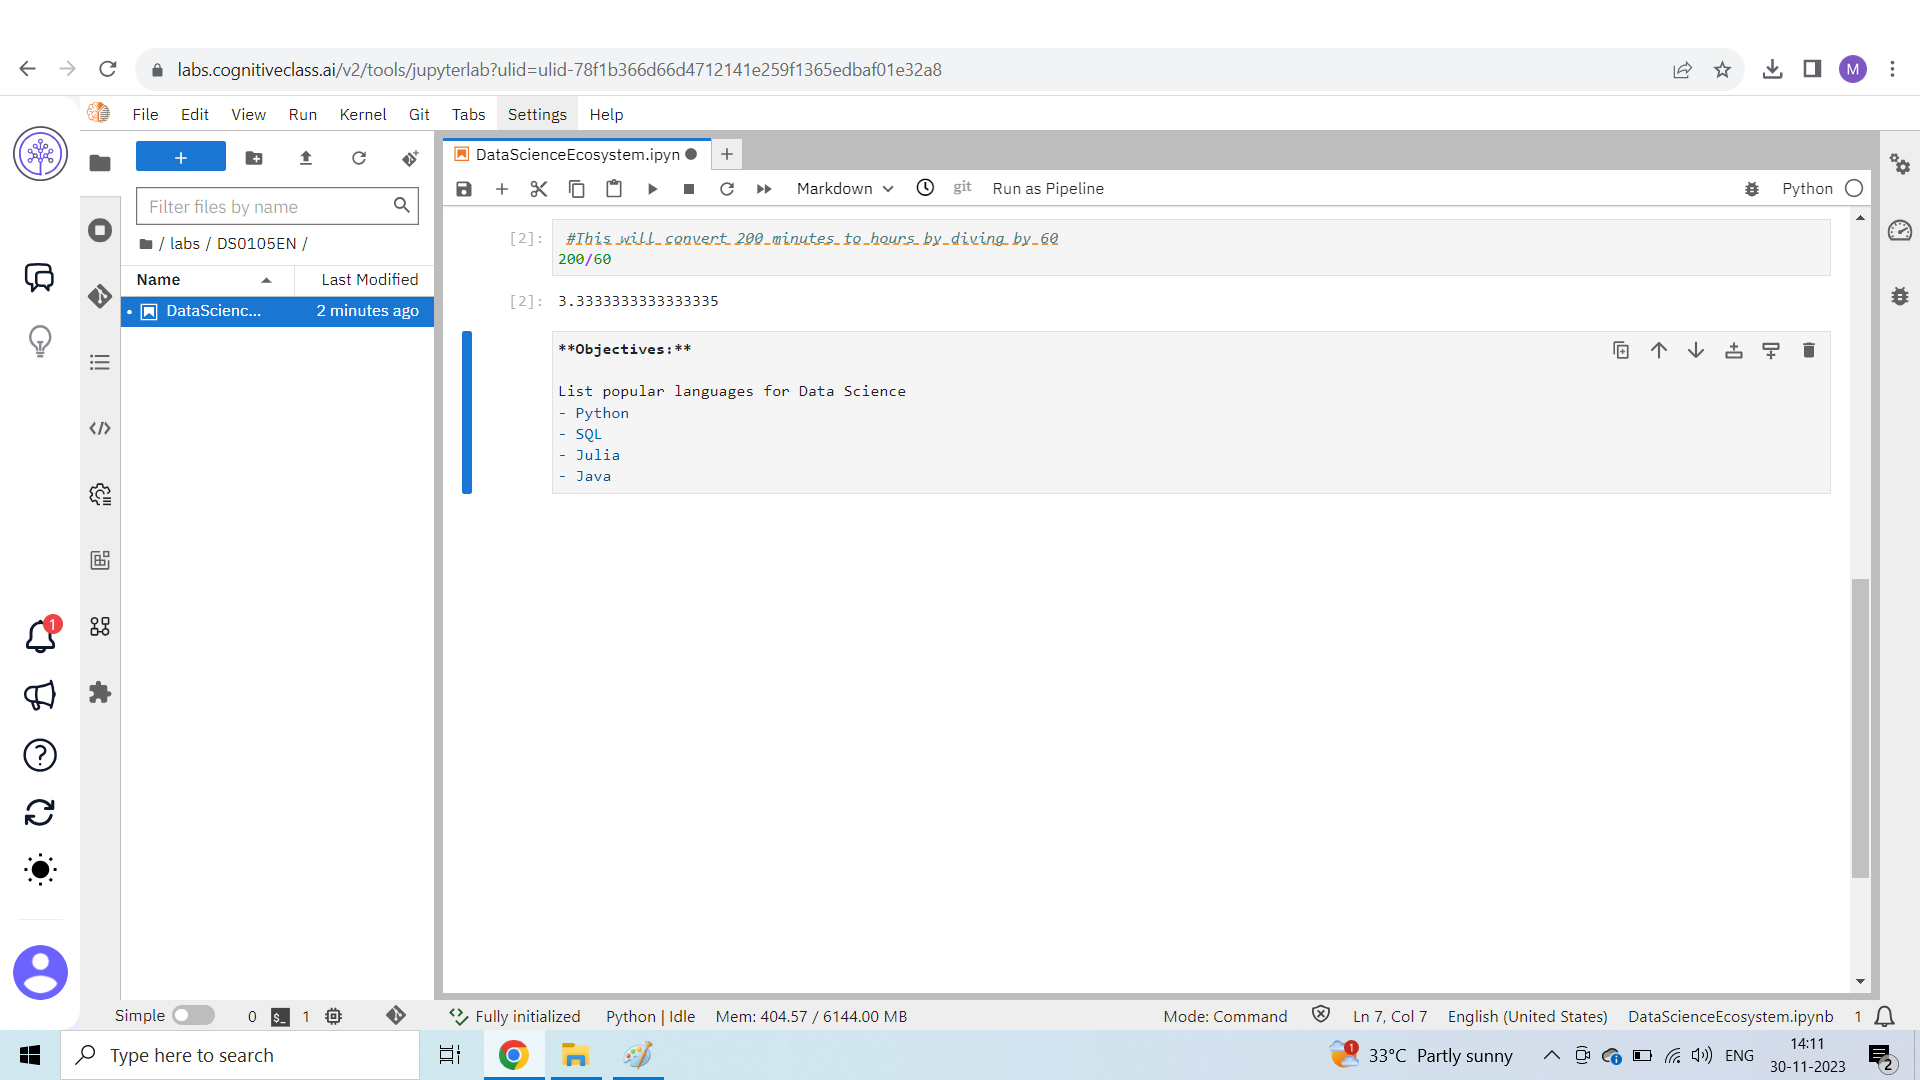 labs.cognitiveclass.ai/v2/tools/jupyterlab?ulid=ulid-78f1b366d66d4712141e259f1365edbaf01e32a8
M
File Edit View Run Kernel Git Tabs Settings Help
+
DataScienceEcosystem.ipyn
+
Filter files by name
Markdown
git
Run as Pipeline
Python
/ labs / DS0105EN /
Name Last Modified
DataScienc... 2 minutes ago
[2]: #This will convert 200 minutes to hours by diving by 60
200/60
[2]: 3.3333333333333335
**Objectives:**
List popular languages for Data Science
- Python
- SQL
- Julia
- Java
1
Simple 0 $_ 1 Fully initialized Python | Idle Mem: 404.57 / 6144.00 MB Mode: Command Ln 7, Col 7 English (United States) DataScienceEcosystem.ipynb 1
Type here to search
1 33°C Partly sunny ENG
14:11
30-11-2023
2